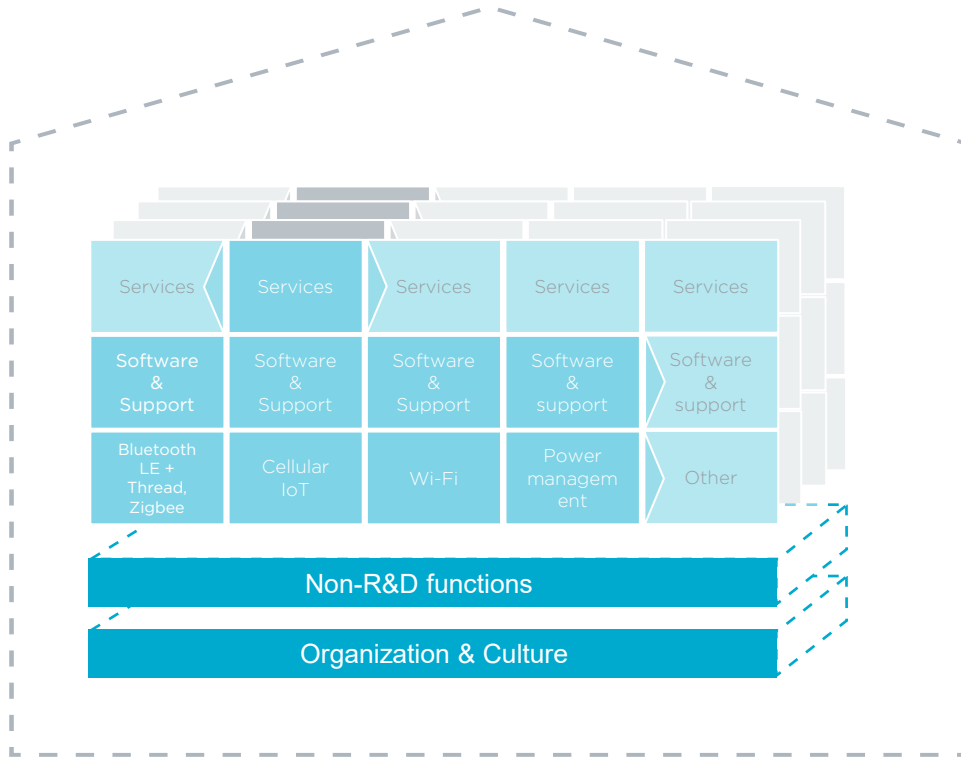 Services
Services
Services
Services
Services
Software
&
Support
Software
&
Support
Software
&
Support
Software
&
support
Software
&
support
Bluetooth
LE +
Thread,
Zigbee
Cellular
IoT
Wi-Fi
Power
managem
ent
Other
Non-R&D functions
Organization & Culture